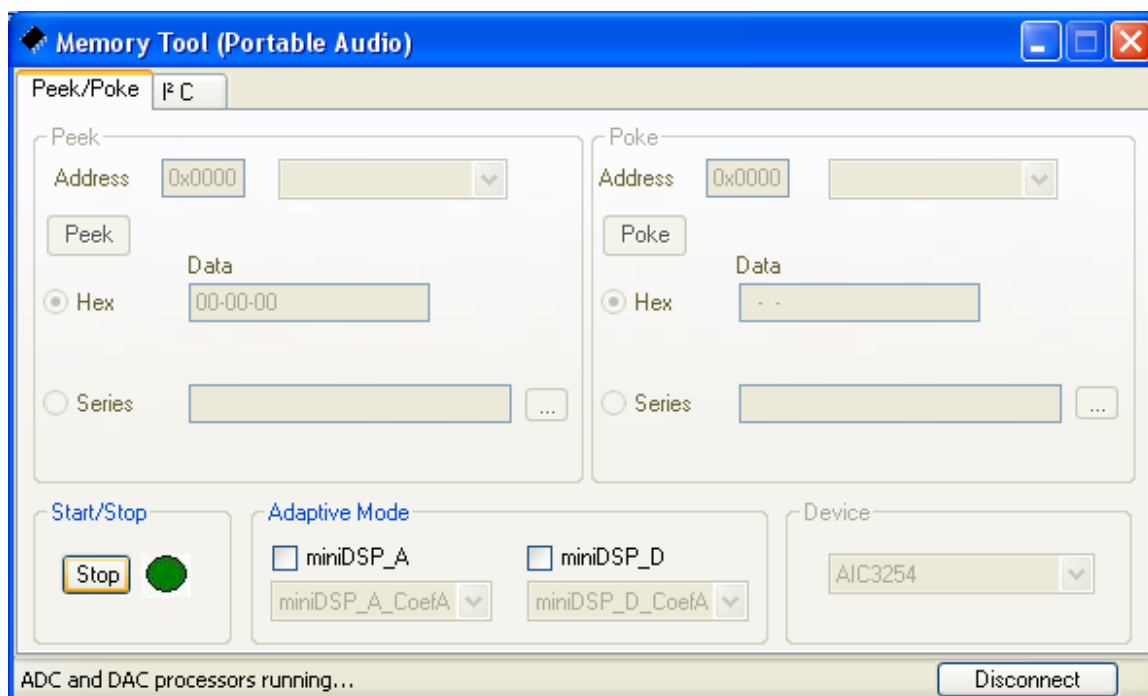 Memory Tool (Portable Audio)
Peek/Poke I²C
Peek
Address 0x0000
Peek
Data
Hex 00-00-00
Series ...
Poke
Address 0x0000
Poke
Data
Hex - -
Series ...
Start/Stop
Stop
Adaptive Mode
miniDSP_A miniDSP_D
miniDSP_A_CoefA miniDSP_D_CoefA
Device
AIC3254
ADC and DAC processors running... Disconnect